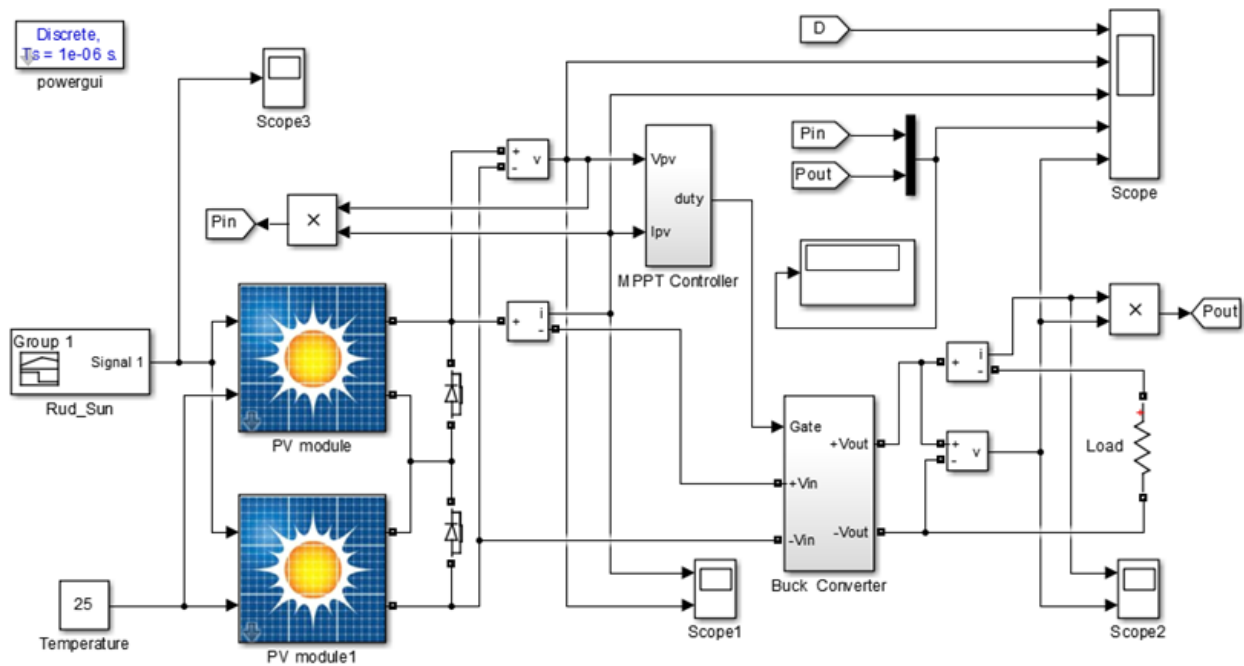 Discrete,
Ts = 1e-06 s.
powergui
Scope3
D
Scope
+
-
v
Vpv
Ipv
duty
MPPT Controller
Pin
Pout
Pin
×
+
i
-
Group 1
Signal 1
Rud_Sun
PV module
25
Temperature
PV module1
Gate
+Vin
-Vin
+Vout
-Vout
Buck Converter
+
i
-
+
-
v
×
Pout
+
Load
Scope1
Scope2